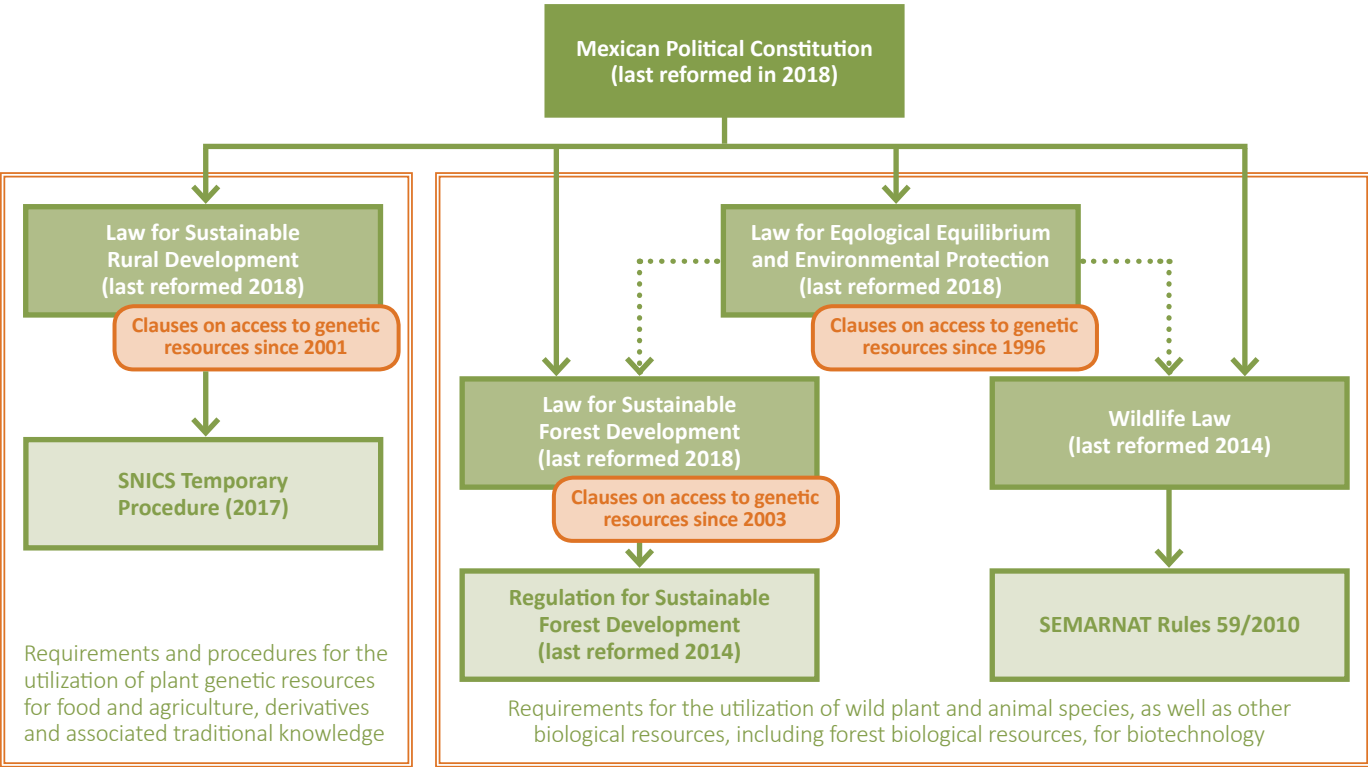 Mexican Political Constitution
(last reformed in 2018)
Law for Sustainable
Rural Development
(last reformed 2018)
Clauses on access to genetic
resources since 2001
SNICS Temporary
Procedure (2017)
Requirements and procedures for the
utilization of plant genetic resources
for food and agriculture, derivatives
and associated traditional knowledge
Law for Eqological Equilibrium
and Environmental Protection
(last reformed 2018)
Clauses on access to genetic
resources since 1996
Law for Sustainable
Forest Development
(last reformed 2018)
Clauses on access to genetic
resources since 2003
Regulation for Sustainable
Forest Development
(last reformed 2014)
Wildlife Law
(last reformed 2014)
SEMARNAT Rules 59/2010
Requirements for the utilization of wild plant and animal species, as well as other
biological resources, including forest biological resources, for biotechnology